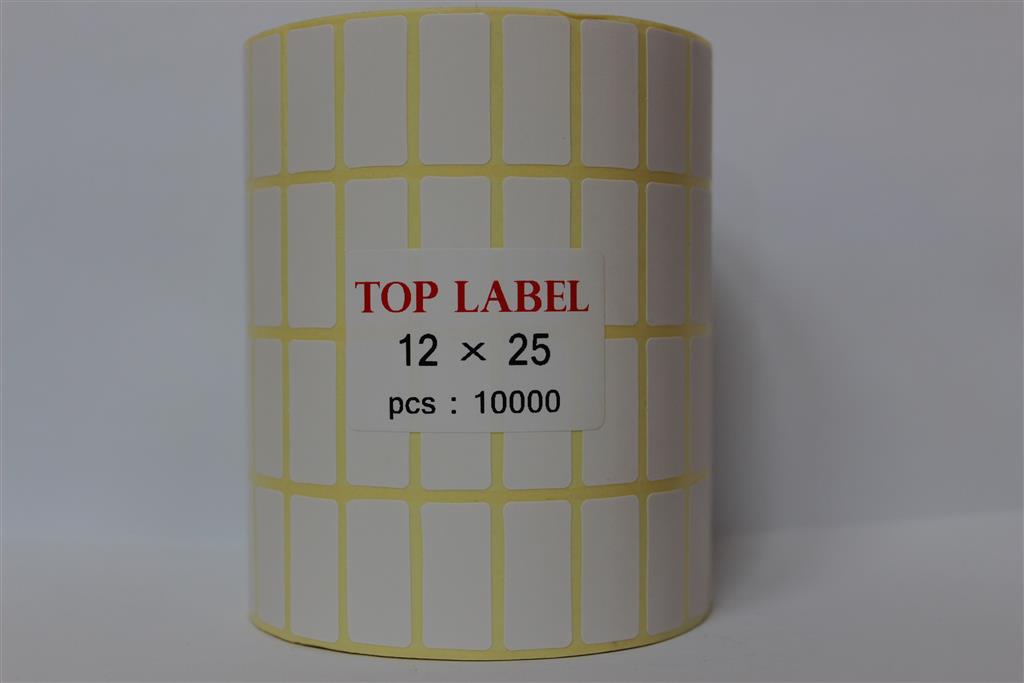 TOP LABEL
12 × 25
pcs : 10000